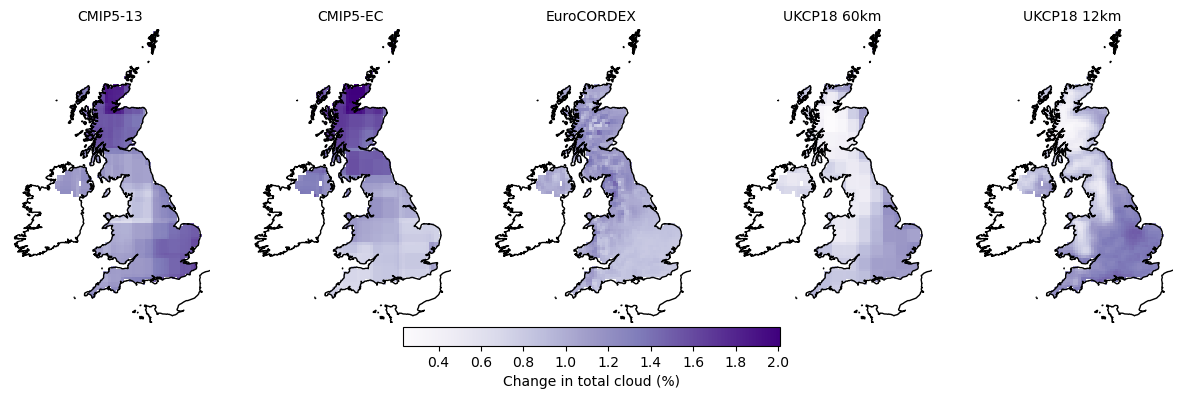 CMIP5-13
CMIP5-EC
EuroCORDEX
UKCP18 60km
UKCP18 12km
0.4 0.6 0.8 1.0 1.2 1.4 1.6 1.8 2.0
Change in total cloud (%)